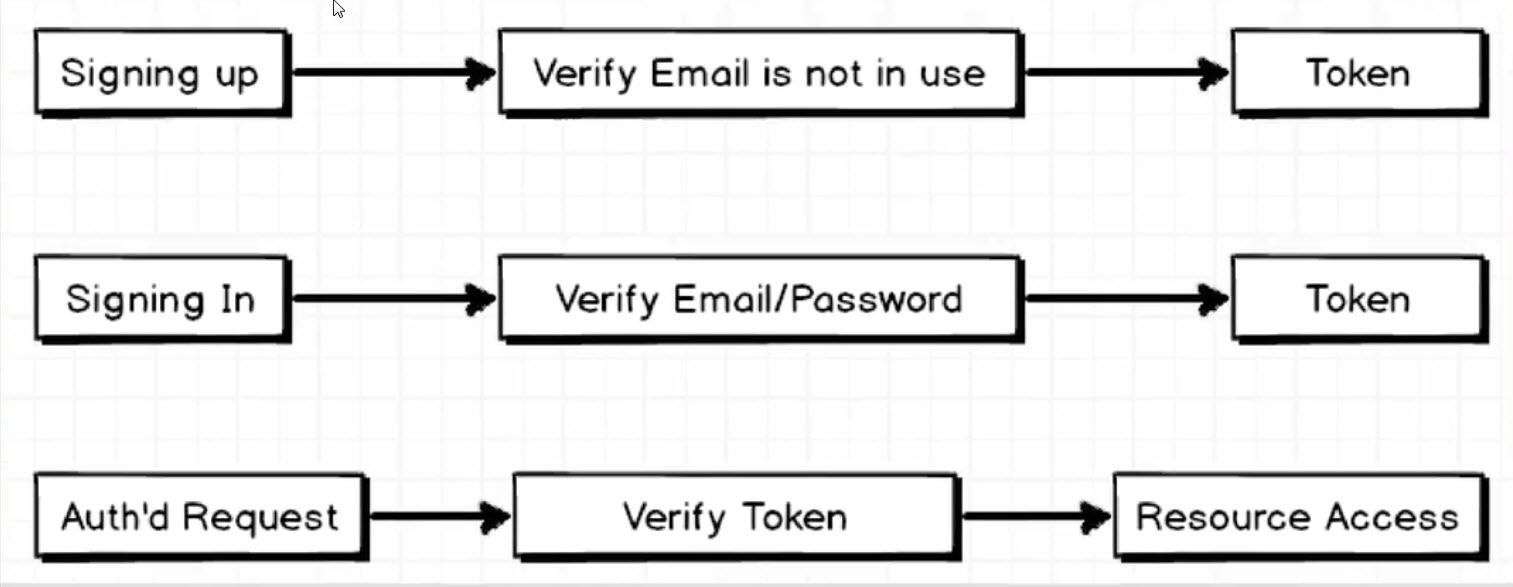 Signing up
Verify Email is not in use
Token
Signing In
Verify Email/Password
Token
Auth'd Request
Verify Token
Resource Access